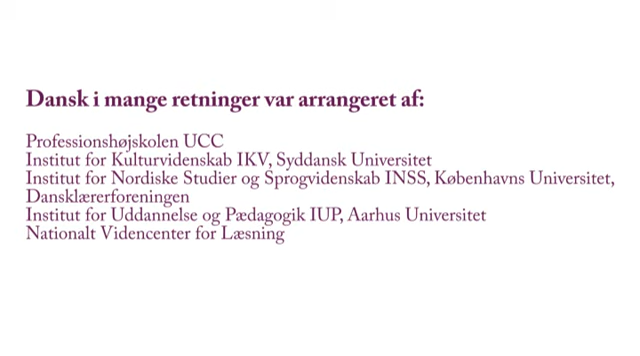 Dansk i mange retninger var arrangeret af:
Professionshøjskolen UCC
Institut for Kulturvidenskab IKV, Syddansk Universitet
Institut for Nordiske Studier og Sprogvidenskab INSS, Københavns Universitet,
Dansklærerforeningen
Institut for Uddannelse og Pædagogik IUP, Aarhus Universitet
Nationalt Videncenter for Læsning